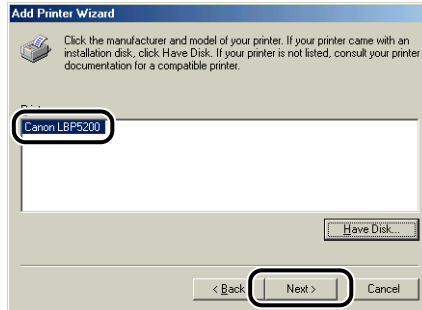 Add Printer Wizard
Click the manufacturer and model of your printer. If your printer came with an
installation disk, click Have Disk. If your printer is not listed, consult your printer
documentation for a compatible printer.
Canon LBP5200
Have Disk...
< Back
Next >
Cancel